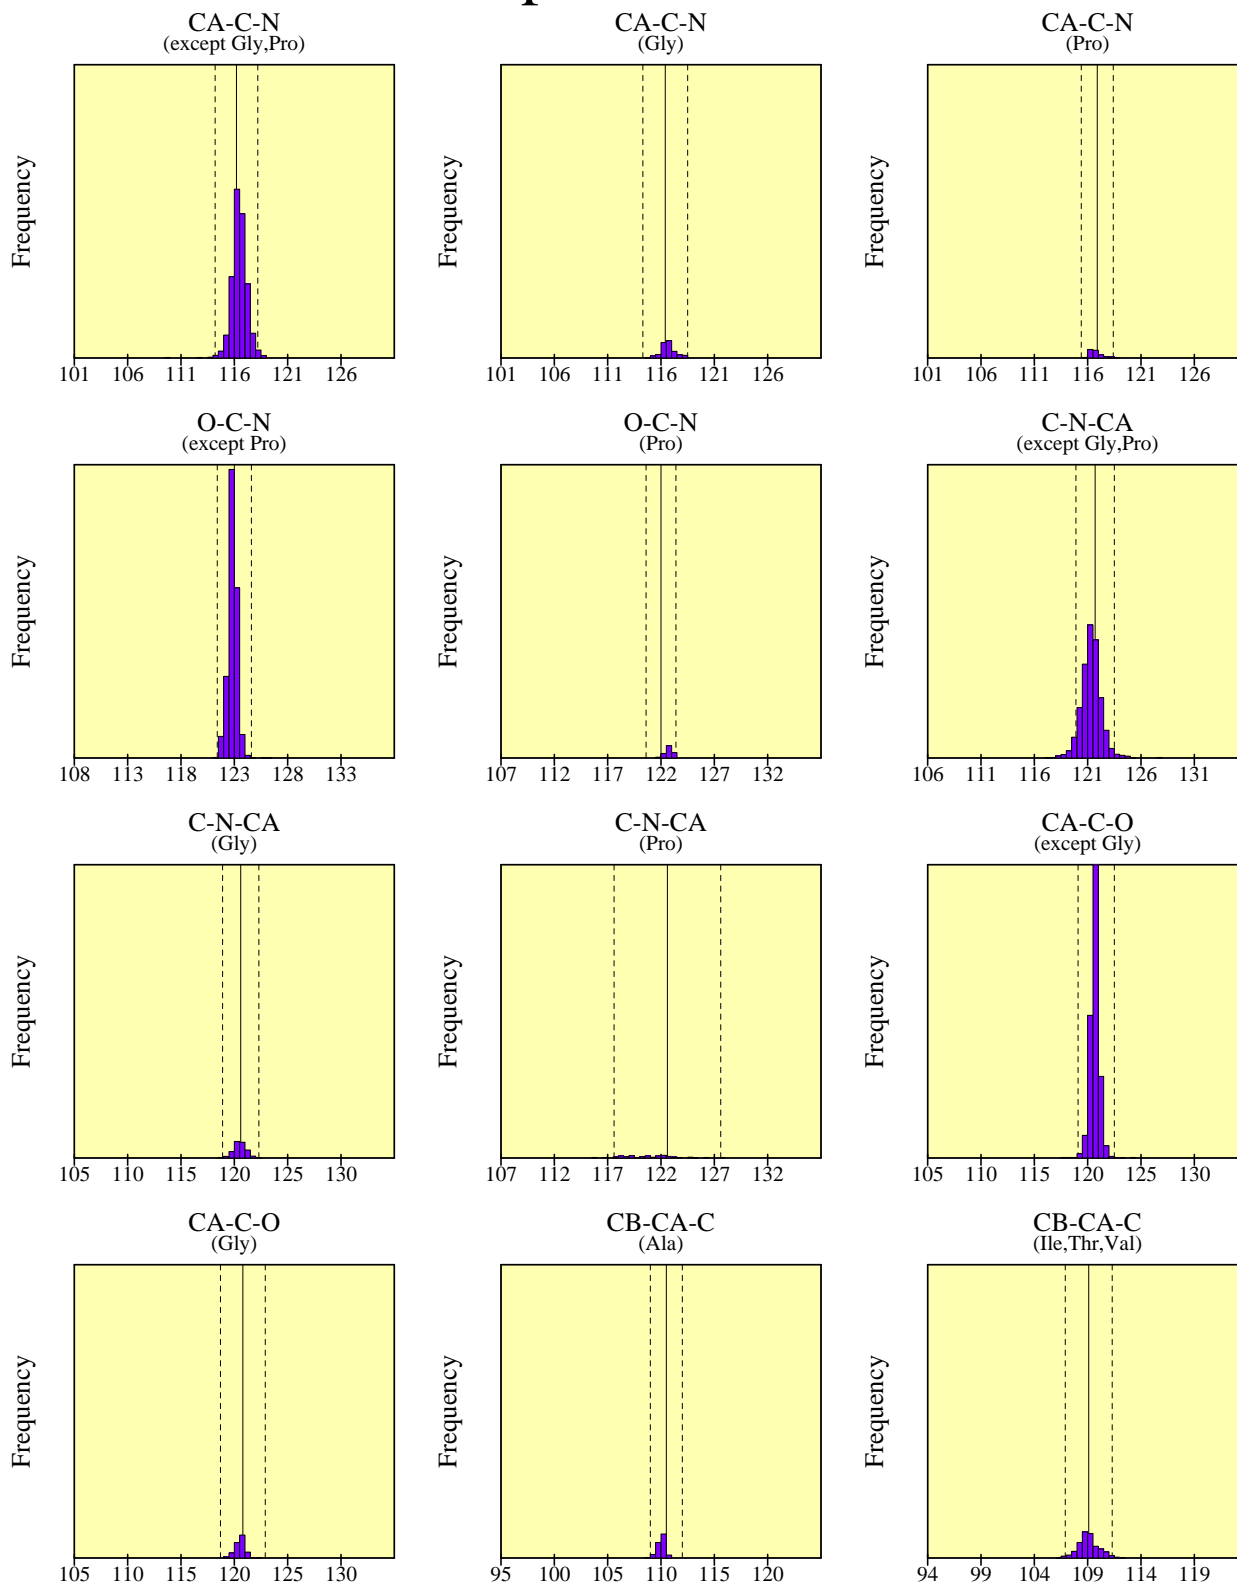 CA-C-N
(except Gly,Pro)
CA-C-N
(Gly)
CA-C-N
(Pro)
Frequency
Frequency
Frequency
101 106 111 116 121 126
101 106 111 116 121 126
101 106 111 116 121 126
O-C-N
(except Pro)
O-C-N
(Pro)
C-N-CA
(except Gly,Pro)
Frequency
Frequency
Frequency
108 113 118 123 128 133
107 112 117 122 127 132
106 111 116 121 126 131
C-N-CA
(Gly)
C-N-CA
(Pro)
CA-C-O
(except Gly)
Frequency
Frequency
Frequency
105 110 115 120 125 130
107 112 117 122 127 132
105 110 115 120 125 130
CA-C-O
(Gly)
CB-CA-C
(Ala)
CB-CA-C
(Ile,Thr,Val)
Frequency
Frequency
Frequency
105 110 115 120 125 130
95 100 105 110 115 120
94 99 104 109 114 119